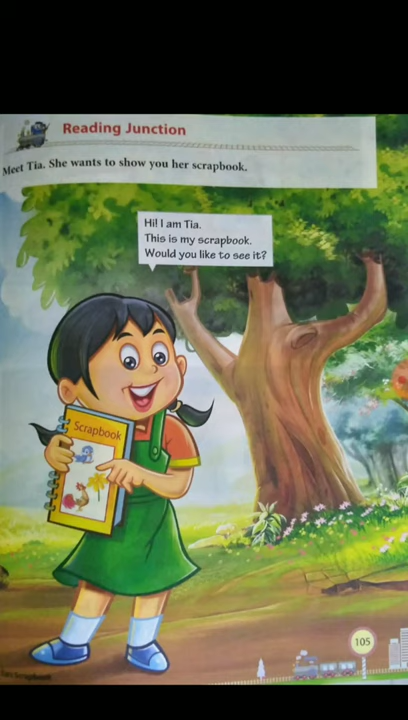 Reading Junction
Meet Tia. She wants to show you her scrapbook.
Hi! I am Tia.
This is my scrapbook.
Would you like to see it?
Scrapbook
105